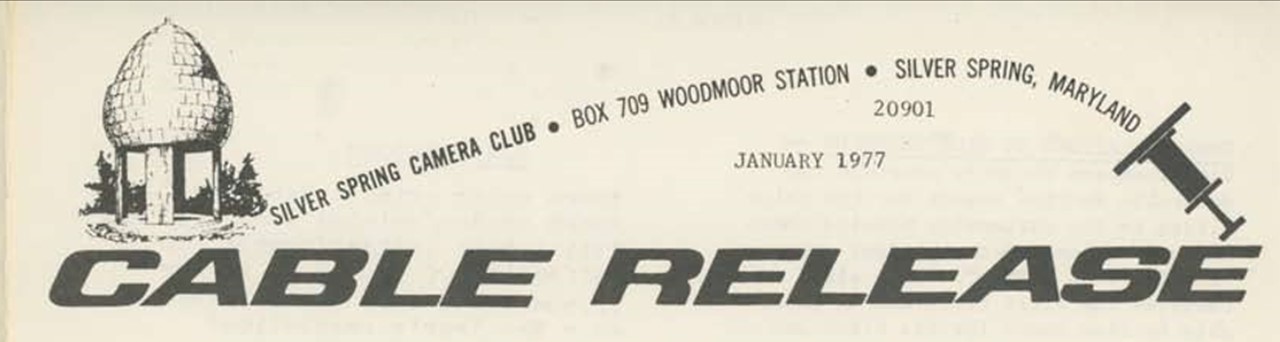 SILVER SPRING CAMERA CLUB • BOX 709 WOODMOOR STATION • SILVER SPRING, MARYLAND
20901
JANUARY 1977
CABLE RELEASE